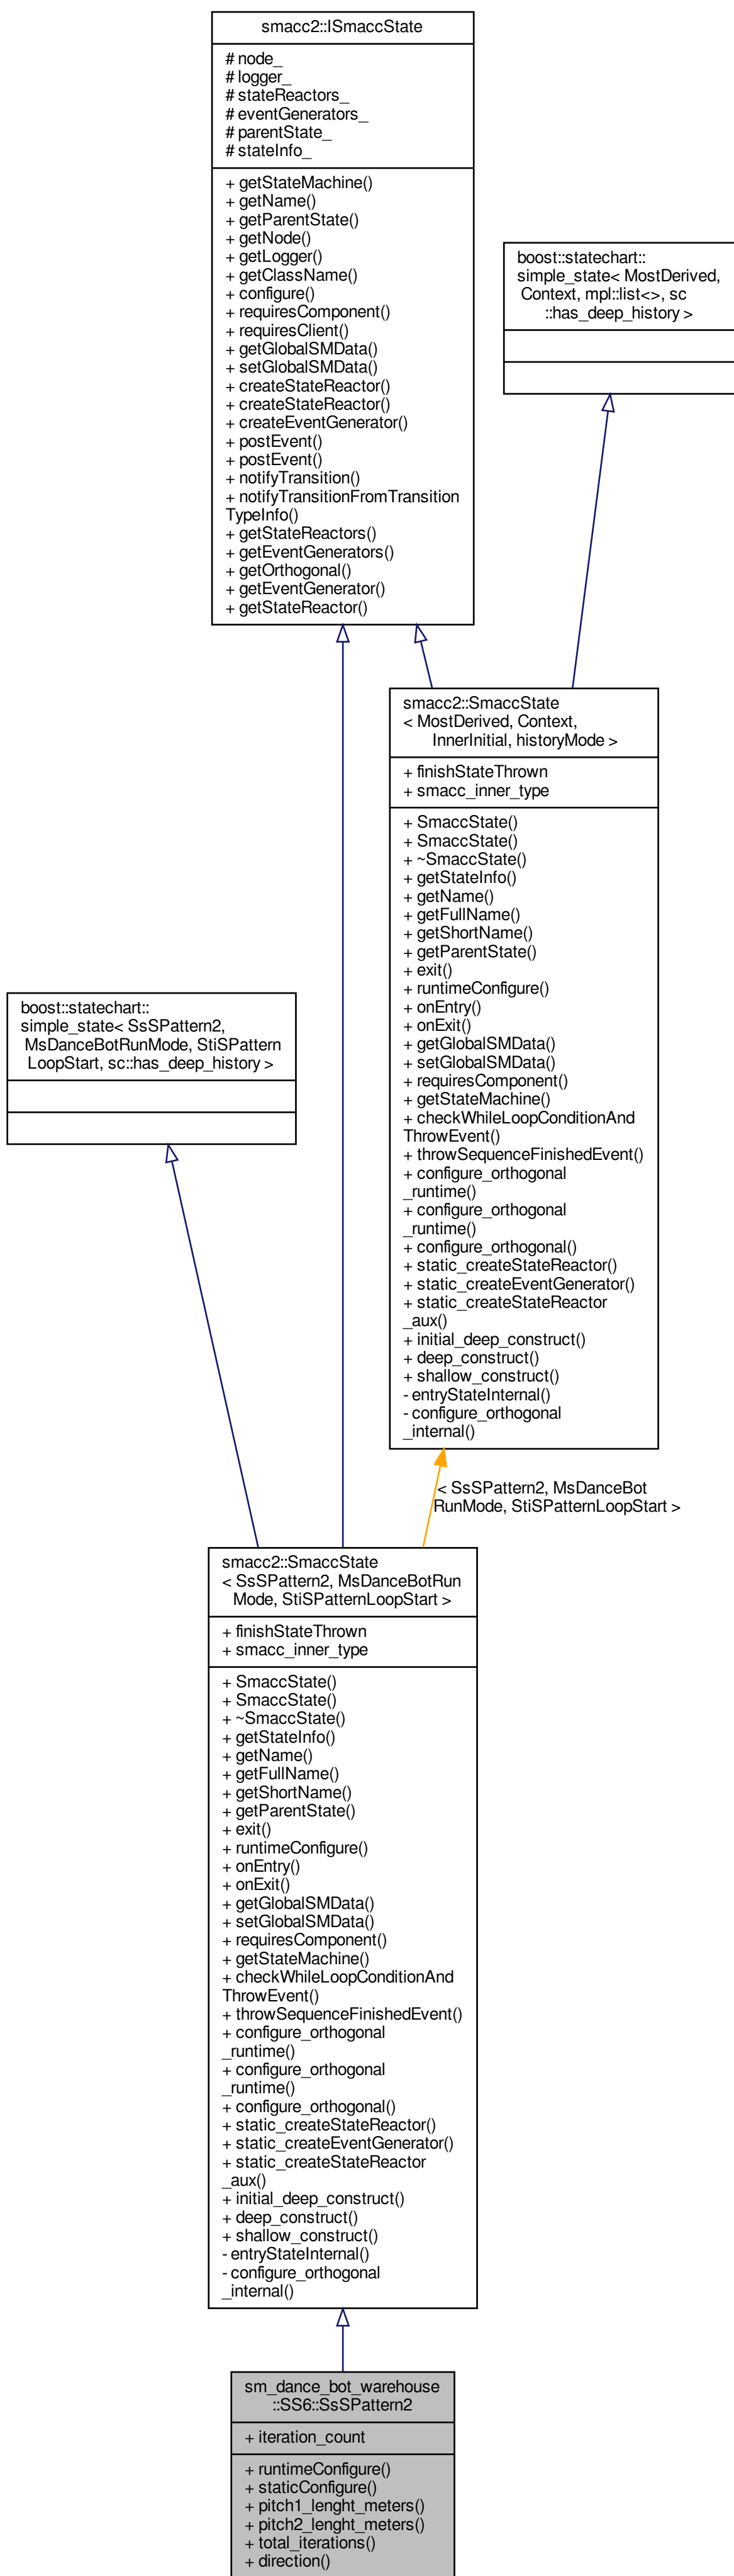 smacc2::ISmaccState
# node_
# logger_
# stateReactors_
# eventGenerators_
# parentState_
# stateInfo_
+ getStateMachine()
+ getName()
+ getParentState()
+ getNode()
+ getLogger()
+ getClassName()
+ configure()
+ requiresComponent()
+ requiresClient()
+ getGlobalSMData()
+ setGlobalSMData()
+ createStateReactor()
+ createStateReactor()
+ createEventGenerator()
+ postEvent()
+ postEvent()
+ notifyTransition()
+ notifyTransitionFromTransition
TypeInfo()
+ getStateReactors()
+ getEventGenerators()
+ getOrthogonal()
+ getEventGenerator()
+ getStateReactor()
boost::statechart::
simple_state< MostDerived,
Context, mpl::list<>, sc
::has_deep_history >
smacc2::SmaccState
< MostDerived, Context,
InnerInitial, historyMode >
+ finishStateThrown
+ smacc_inner_type
+ SmaccState()
+ SmaccState()
+ ~SmaccState()
+ getStateInfo()
+ getName()
+ getFullName()
+ getShortName()
+ getParentState()
+ exit()
+ runtimeConfigure()
+ onEntry()
+ onExit()
+ getGlobalSMData()
+ setGlobalSMData()
+ requiresComponent()
+ getStateMachine()
+ checkWhileLoopConditionAnd
ThrowEvent()
+ throwSequenceFinishedEvent()
+ configure_orthogonal
_runtime()
+ configure_orthogonal
_runtime()
+ configure_orthogonal()
+ static_createStateReactor()
+ static_createEventGenerator()
+ static_createStateReactor
_aux()
+ initial_deep_construct()
+ deep_construct()
+ shallow_construct()
- entryStateInternal()
- configure_orthogonal
_internal()
boost::statechart::
simple_state< SsSPattern2,
MsDanceBotRunMode, StiSPattern
LoopStart, sc::has_deep_history >
< SsSPattern2, MsDanceBot
RunMode, StiSPatternLoopStart >
smacc2::SmaccState
< SsSPattern2, MsDanceBotRun
Mode, StiSPatternLoopStart >
+ finishStateThrown
+ smacc_inner_type
+ SmaccState()
+ SmaccState()
+ ~SmaccState()
+ getStateInfo()
+ getName()
+ getFullName()
+ getShortName()
+ getParentState()
+ exit()
+ runtimeConfigure()
+ onEntry()
+ onExit()
+ getGlobalSMData()
+ setGlobalSMData()
+ requiresComponent()
+ getStateMachine()
+ checkWhileLoopConditionAnd
ThrowEvent()
+ throwSequenceFinishedEvent()
+ configure_orthogonal
_runtime()
+ configure_orthogonal
_runtime()
+ configure_orthogonal()
+ static_createStateReactor()
+ static_createEventGenerator()
+ static_createStateReactor
_aux()
+ initial_deep_construct()
+ deep_construct()
+ shallow_construct()
- entryStateInternal()
- configure_orthogonal
_internal()
sm_dance_bot_warehouse
::SS6::SsSPattern2
+ iteration_count
+ runtimeConfigure()
+ staticConfigure()
+ pitch1_lenght_meters()
+ pitch2_lenght_meters()
+ total_iterations()
+ direction()